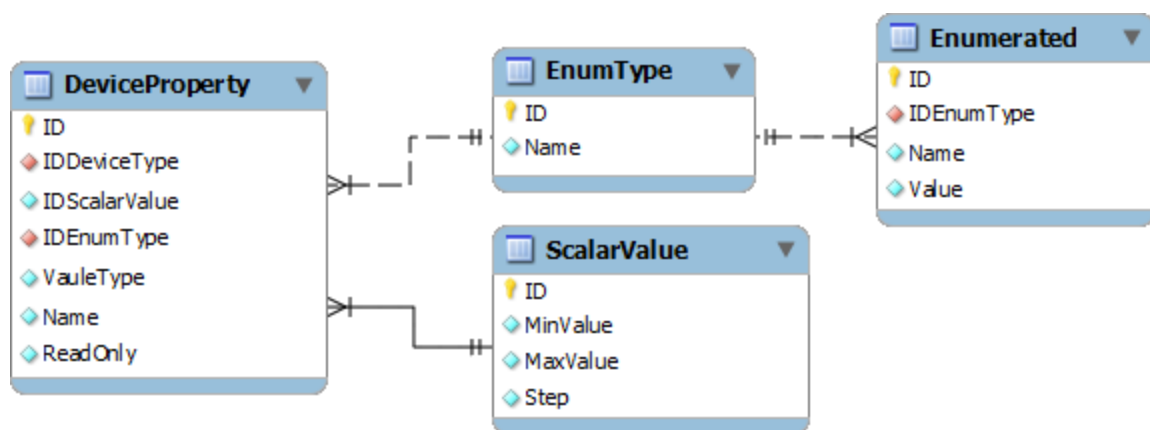 DeviceProperty
ID
IDDeviceType
IDScalarValue
IDEnumType
VauleType
Name
ReadOnly
EnumType
ID
Name
Enumerated
ID
IDEnumType
Name
Value
ScalarValue
ID
MinValue
MaxValue
Step